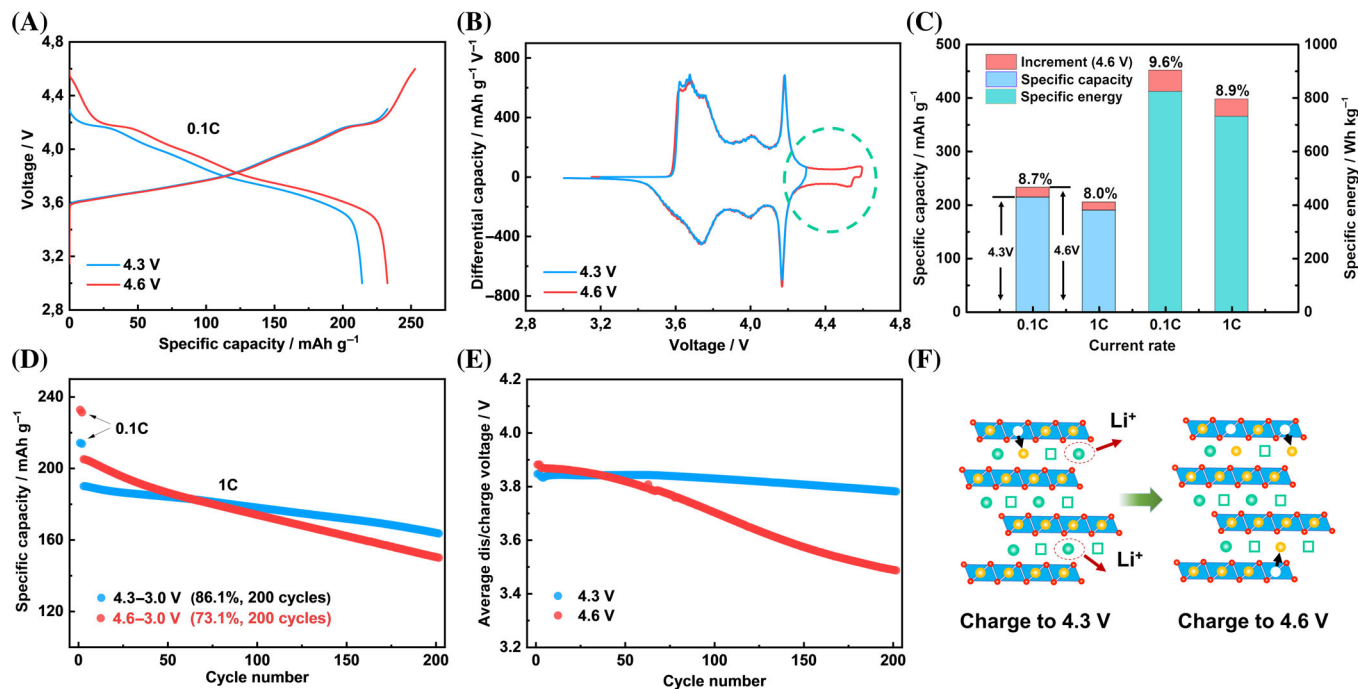 (A)
4,8
4,4
4,0
3,6
3,2
2,8
Voltage / V
0.1C
4.3 V
4.6 V
0 50 100 150 200 250
Specific capacity / mAh g⁻¹
(B)
800
400
0
−400
−800
Differential capacity / mAh g⁻¹ V⁻¹
4.3 V
4.6 V
2,8 3,2 3,6 4,0 4,4 4,8
Voltage / V
(C)
500
400
300
200
100
0
Specific capacity / mAh g⁻¹
Increment (4.6 V)
Specific capacity
Specific energy
9.6%
8.9%
8.7%
8.0%
4.3V
4.6V
0.1C 1C 0.1C 1C
Current rate
1000
800
600
400
200
0
Specific energy / Wh kg⁻¹
(D)
240
220
180
160
140
100
Specific capacity / mAh g⁻¹
0.1C
1C
4.3–3.0 V (86.1%, 200 cycles)
4.6–3.0 V (73.1%, 200 cycles)
0 50 100 150 200
Cycle number
(E)
4.2
4.0
3.8
3.6
3.4
3.2
Average dis/charge voltage / V
4.3 V
4.6 V
0 50 100 150 200
Cycle number
(F)
Li⁺
Li⁺
Charge to 4.3 V
Charge to 4.6 V